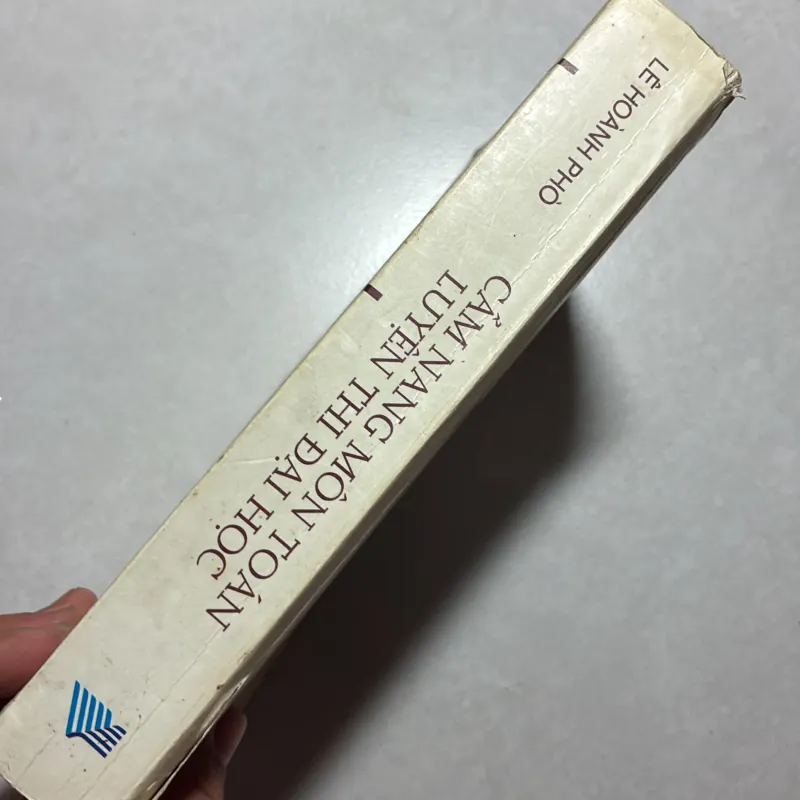 LÊ HOÀNH PHÒ
CẨM NANG MÔN TOÁN
LUYỆN THI ĐẠI HỌC